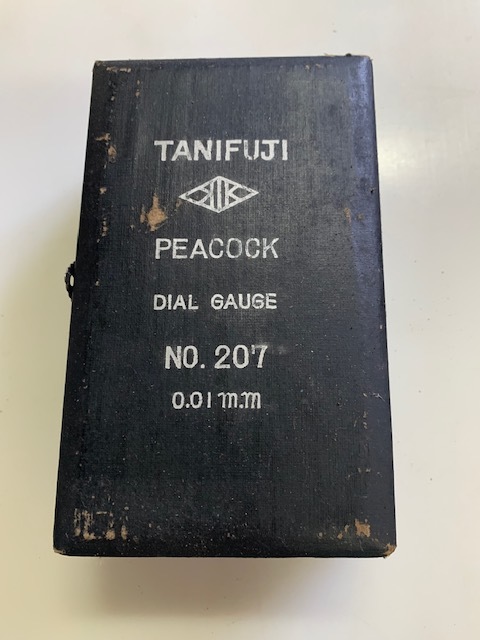 TANIFUJI
PEACOCK
DIAL GAUGE
NO. 207
0.01 m.m